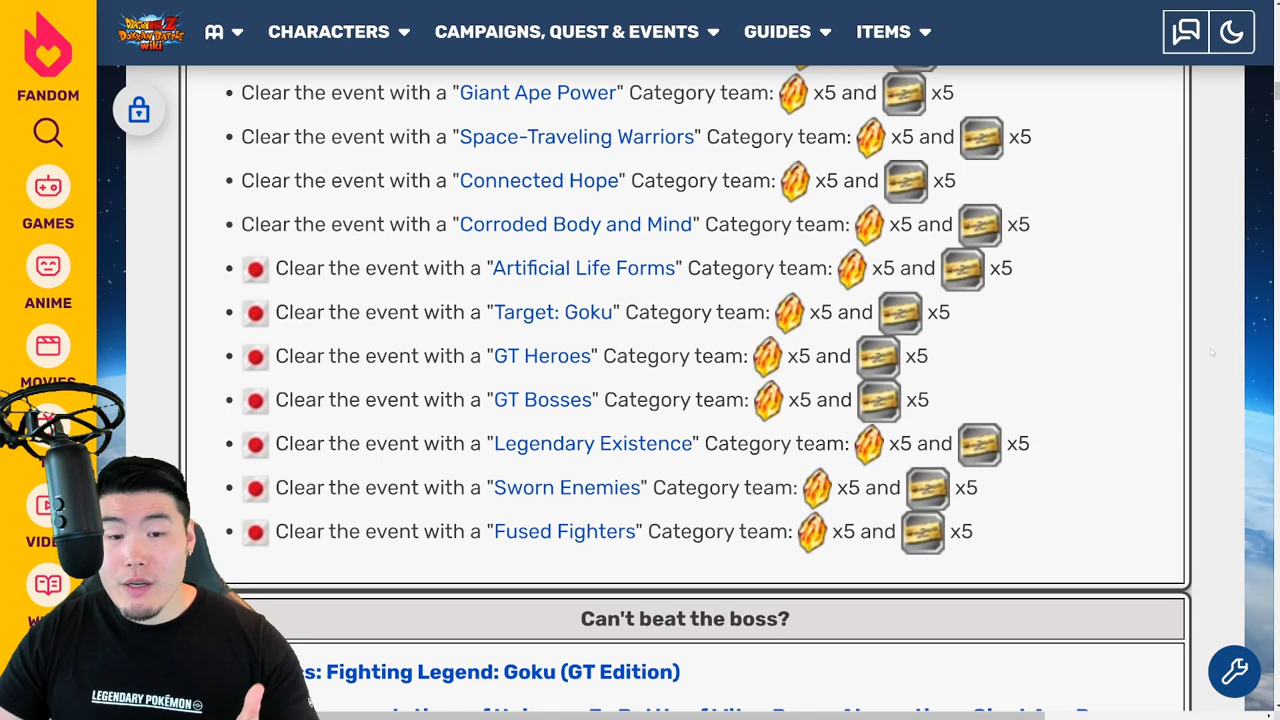 DRAGON BALL Z
DOKKAN BATTLE
WIKI
CHARACTERS
CAMPAIGNS, QUEST & EVENTS
GUIDES
ITEMS
FANDOM
GAMES
ANIME
MOVIES
• Clear the event with a "Giant Ape Power" Category team: x5 and x5
• Clear the event with a "Space-Traveling Warriors" Category team: x5 and x5
• Clear the event with a "Connected Hope" Category team: x5 and x5
• Clear the event with a "Corroded Body and Mind" Category team: x5 and x5
• Clear the event with a "Artificial Life Forms" Category team: x5 and x5
• Clear the event with a "Target: Goku" Category team: x5 and x5
• Clear the event with a "GT Heroes" Category team: x5 and x5
• Clear the event with a "GT Bosses" Category team: x5 and x5
• Clear the event with a "Legendary Existence" Category team: x5 and x5
• Clear the event with a "Sworn Enemies" Category team: x5 and x5
• Clear the event with a "Fused Fighters" Category team: x5 and x5
Can't beat the boss?
s: Fighting Legend: Goku (GT Edition)
LEGENDARY POKÉMON